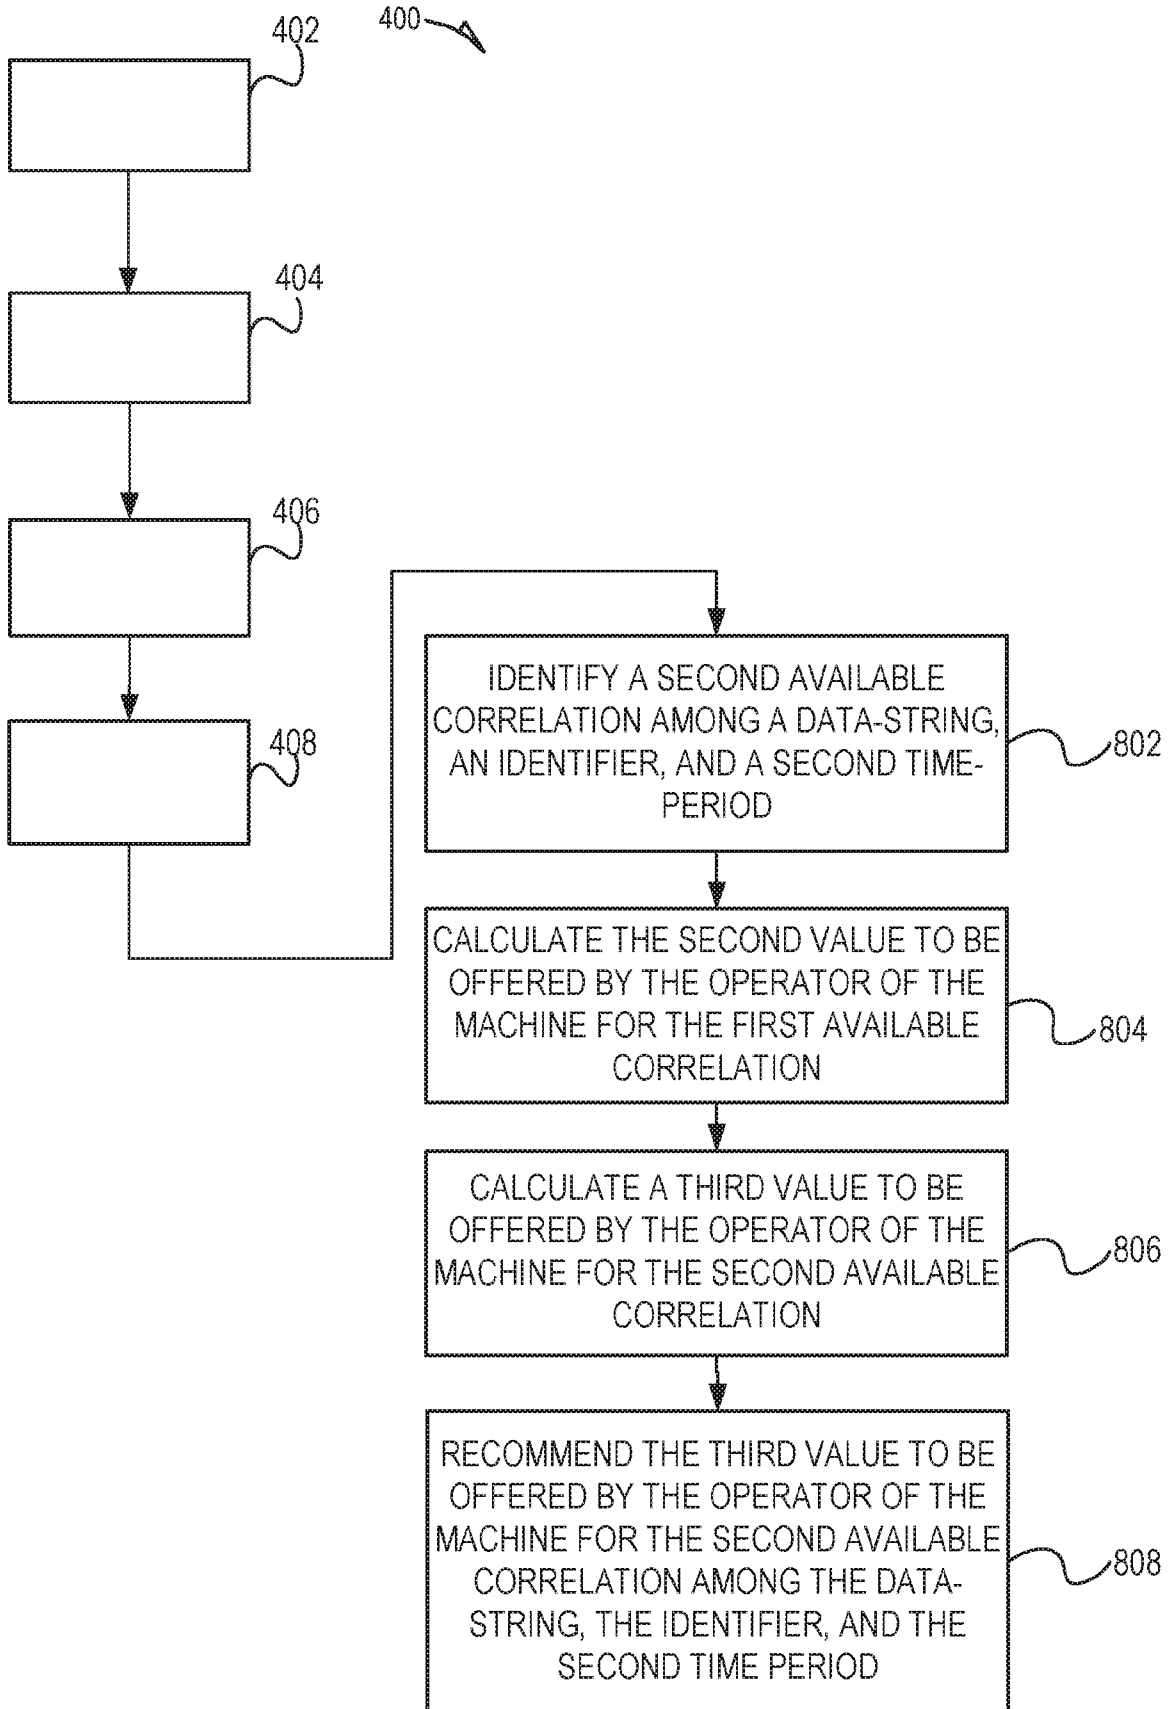 400
402
404
406
408
IDENTIFY A SECOND AVAILABLE
CORRELATION AMONG A DATA-STRING,
AN IDENTIFIER, AND A SECOND TIME-
PERIOD
802
CALCULATE THE SECOND VALUE TO BE
OFFERED BY THE OPERATOR OF THE
MACHINE FOR THE FIRST AVAILABLE
CORRELATION
804
CALCULATE A THIRD VALUE TO BE
OFFERED BY THE OPERATOR OF THE
MACHINE FOR THE SECOND AVAILABLE
CORRELATION
806
RECOMMEND THE THIRD VALUE TO BE
OFFERED BY THE OPERATOR OF THE
MACHINE FOR THE SECOND AVAILABLE
CORRELATION AMONG THE DATA-
STRING, THE IDENTIFIER, AND THE
SECOND TIME PERIOD
808